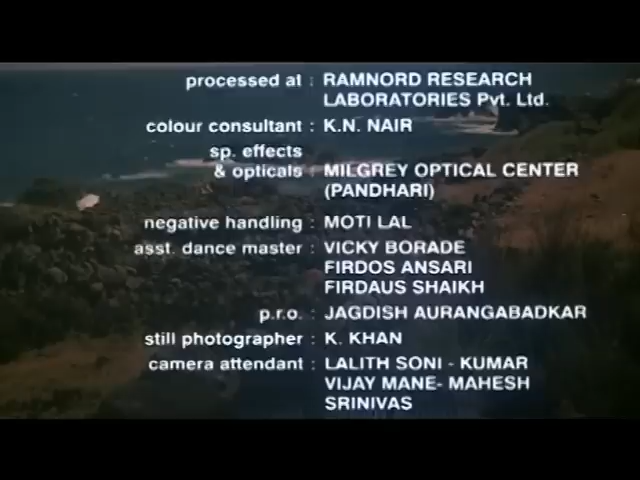 processed at : RAMNORD RESEARCH
LABORATORIES Pvt. Ltd.
colour consultant : K.N. NAIR
sp. effects
& opticals : MILGREY OPTICAL CENTER
(PANDHARI)
negative handling : MOTI LAL
asst. dance master : VICKY BORADE
FIRDOS ANSARI
FIRDAUS SHAIKH
p.r.o. : JAGDISH AURANGABADKAR
still photographer : K. KHAN
camera attendant : LALITH SONI - KUMAR
VIJAY MANE- MAHESH
SRINIVAS